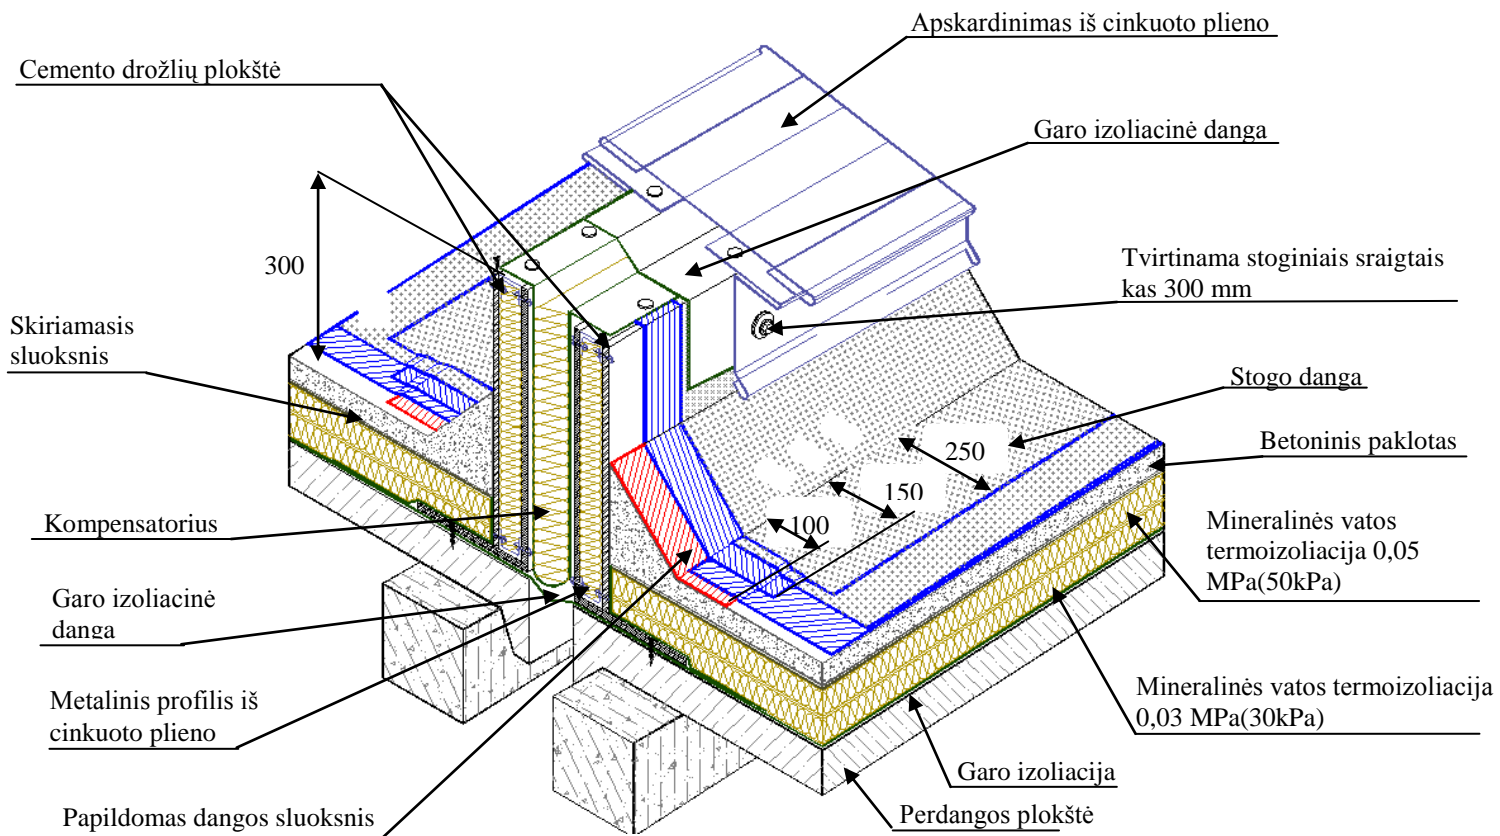 Apskardinimas iš cinkuoto plieno
Cemento drožlių plokštė
Garo izoliacinė danga
300
Tvirtinama stoginiais sraigtais
kas 300 mm
Skiriamasis
sluoksnis
Stogo danga
250
Betoninis paklotas
150
100
Kompensatorius
Mineralinės vatos
termoizoliacija 0,05
MPa(50kPa)
Garo izoliacinė
danga
Metalinis profilis iš
cinkuoto plieno
Mineralinės vatos termoizoliacija
0,03 MPa(30kPa)
Garo izoliacija
Papildomas dangos sluoksnis
Perdangos plokštė